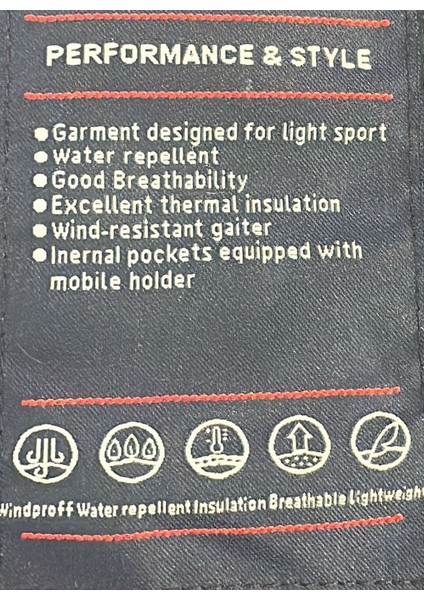 PERFORMANCE & STYLE
● Garment designed for light sport
● Water repellent
● Good Breathability
● Excellent thermal insulation
● Wind-resistant gaiter
● Inernal pockets equipped with
mobile holder
Windproff Water repellent Insulation Breathable Lightweight